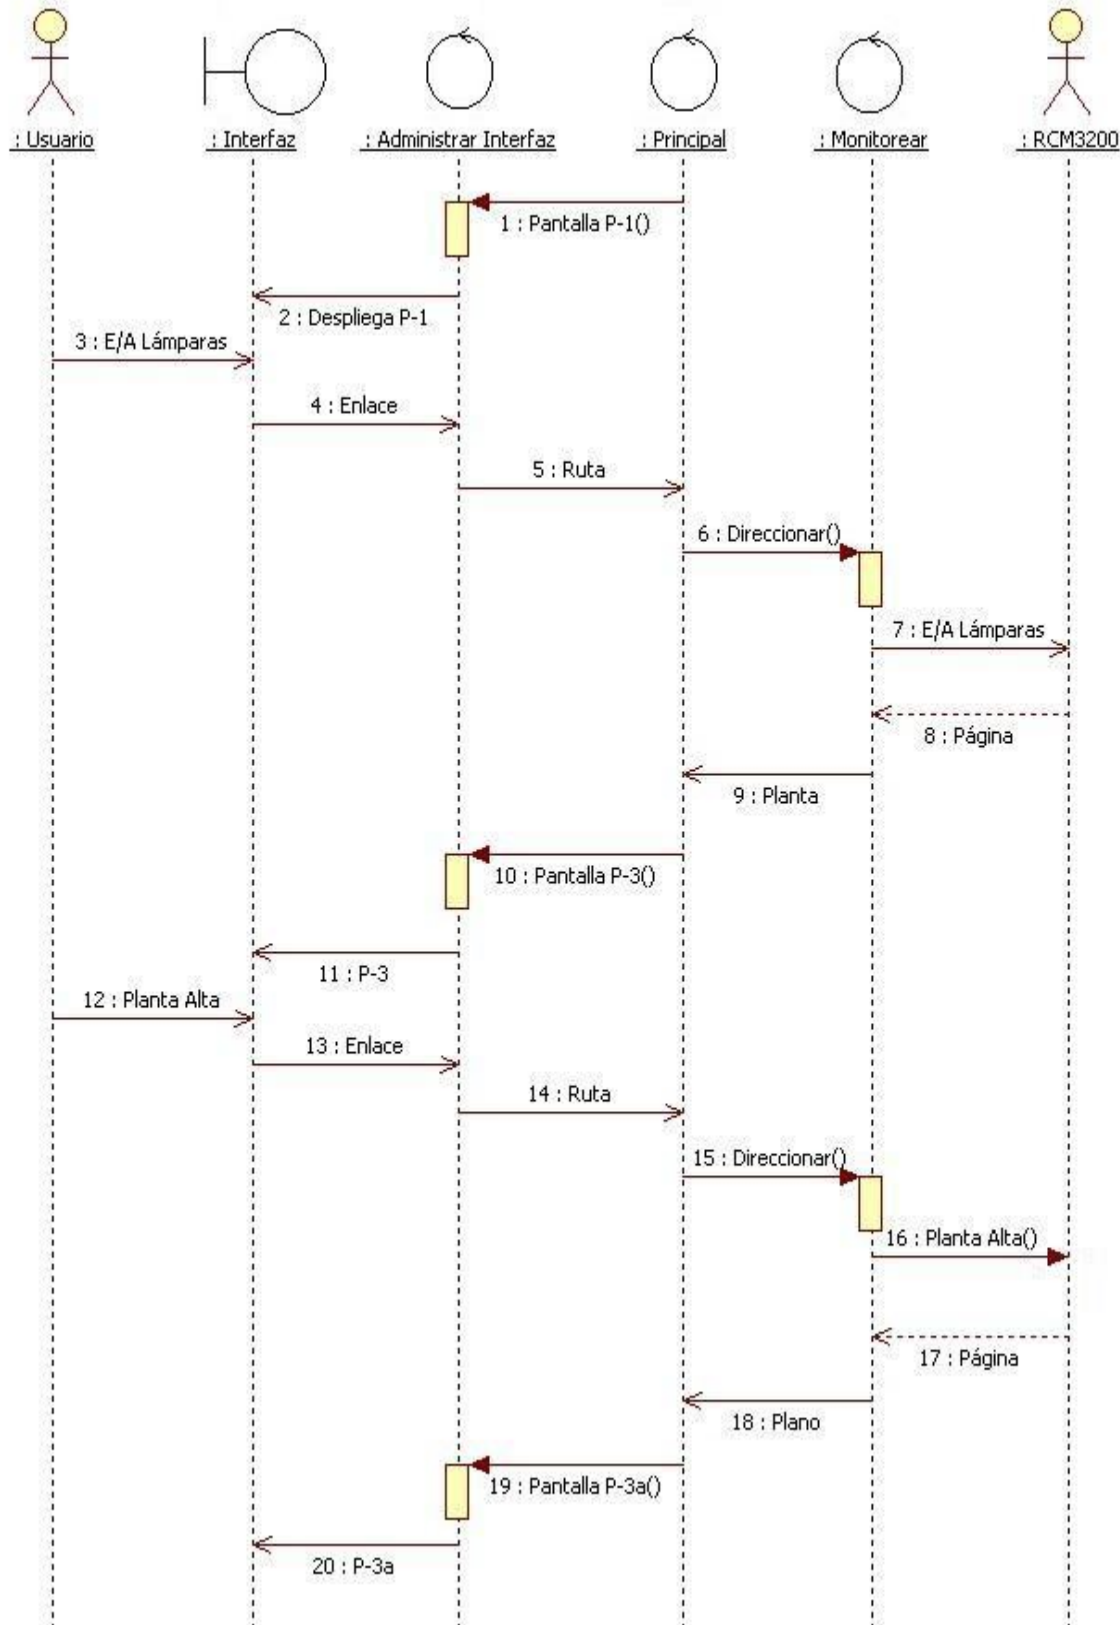 : Usuario
: Interfaz
: Administrar Interfaz
: Principal
: Monitorear
: RCM3200
1 : Pantalla P-1()
2 : Despliega P-1
3 : E/A Lámparas
4 : Enlace
5 : Ruta
6 : Direccionar()
7 : E/A Lámparas
8 : Página
9 : Planta
10 : Pantalla P-3()
11 : P-3
12 : Planta Alta
13 : Enlace
14 : Ruta
15 : Direccionar()
16 : Planta Alta()
17 : Página
18 : Plano
19 : Pantalla P-3a()
20 : P-3a